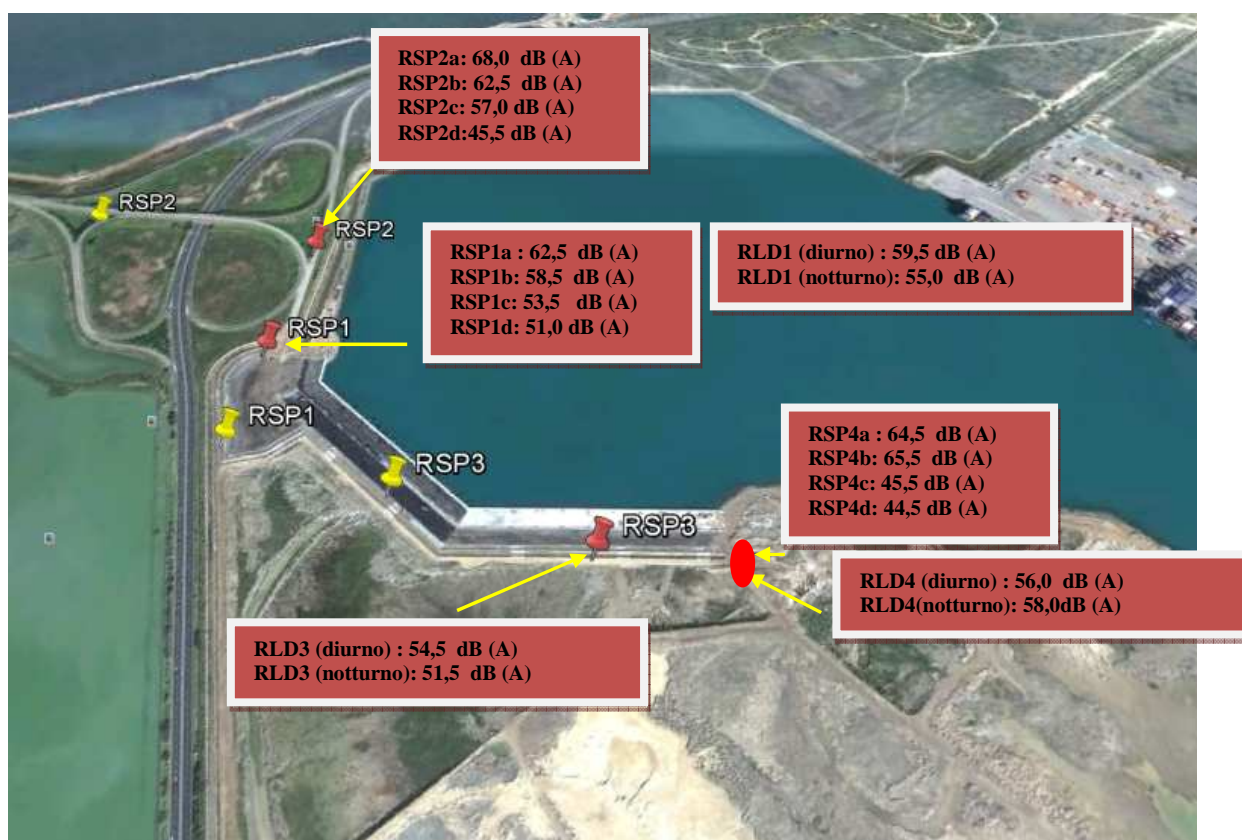 RSP2a: 68,0 dB (A)
RSP2b: 62,5 dB (A)
RSP2c: 57,0 dB (A)
RSP2d:45,5 dB (A)
RSP2
RSP2
RSP1a : 62,5 dB (A)
RSP1b: 58,5 dB (A)
RSP1c: 53,5 dB (A)
RSP1d: 51,0 dB (A)
RLD1 (diurno) : 59,5 dB (A)
RLD1 (notturno): 55,0 dB (A)
RSP1
RSP1
RSP3
RSP4a : 64,5 dB (A)
RSP4b: 65,5 dB (A)
RSP4c: 45,5 dB (A)
RSP4d: 44,5 dB (A)
RSP3
RLD4 (diurno) : 56,0 dB (A)
RLD4(notturno): 58,0dB (A)
RLD3 (diurno) : 54,5 dB (A)
RLD3 (notturno): 51,5 dB (A)